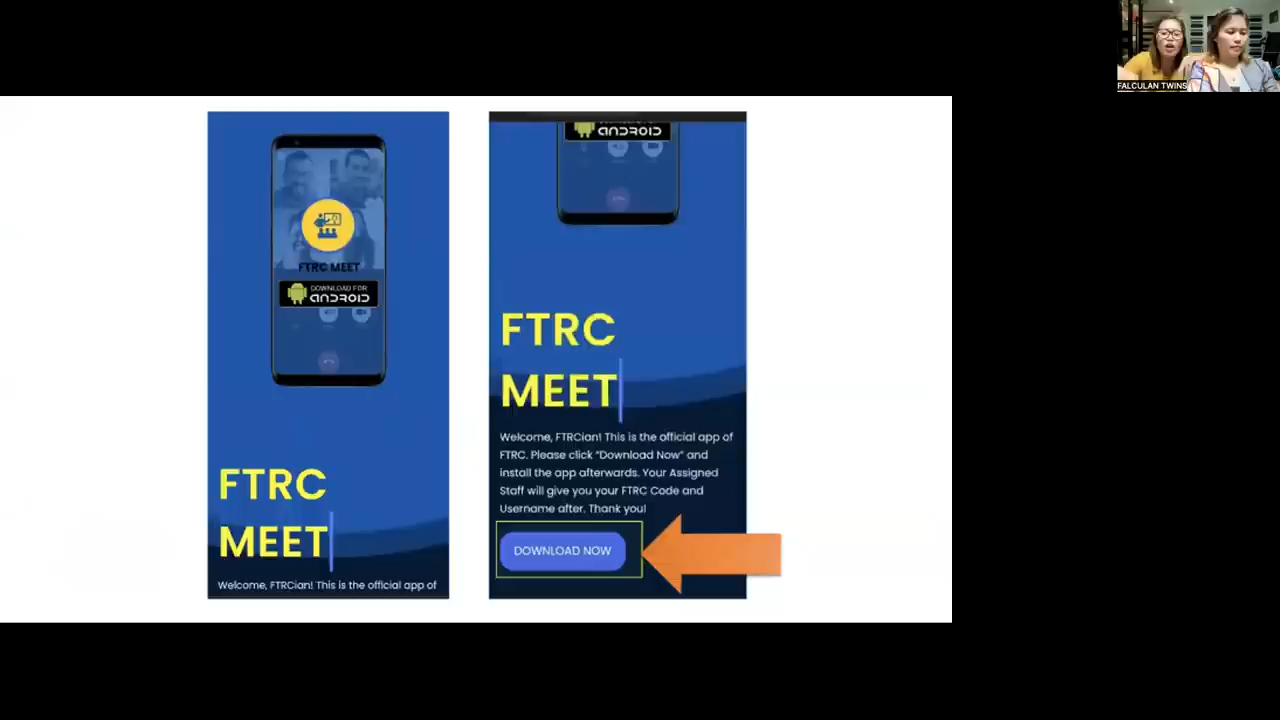 FALCULAN TWINS
FTRC MEET
DOWNLOAD FOR
ANDROID
FTRC
MEET
Welcome, FTRCian! This is the official app of
ANDROID
FTRC
MEET
Welcome, FTRCian! This is the official app of
FTRC. Please click “Download Now” and
install the app afterwards. Your Assigned
Staff will give you your FTRC Code and
Username after. Thank you!
DOWNLOAD NOW